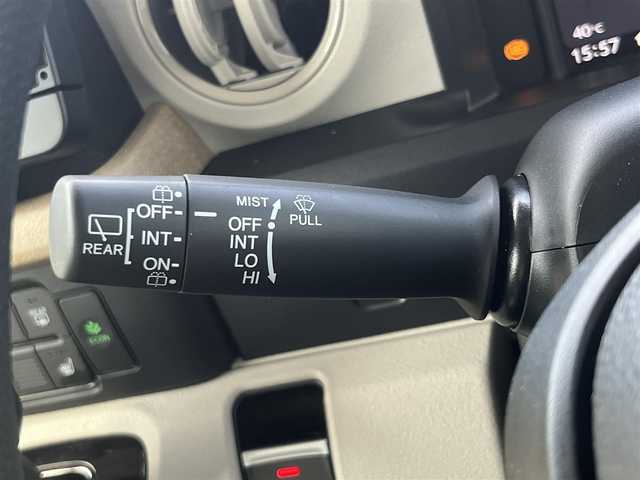 40°C
15:57
MIST
PULL
OFF
INT
LO
HI
OFF
INT
ON
REAR
ECON